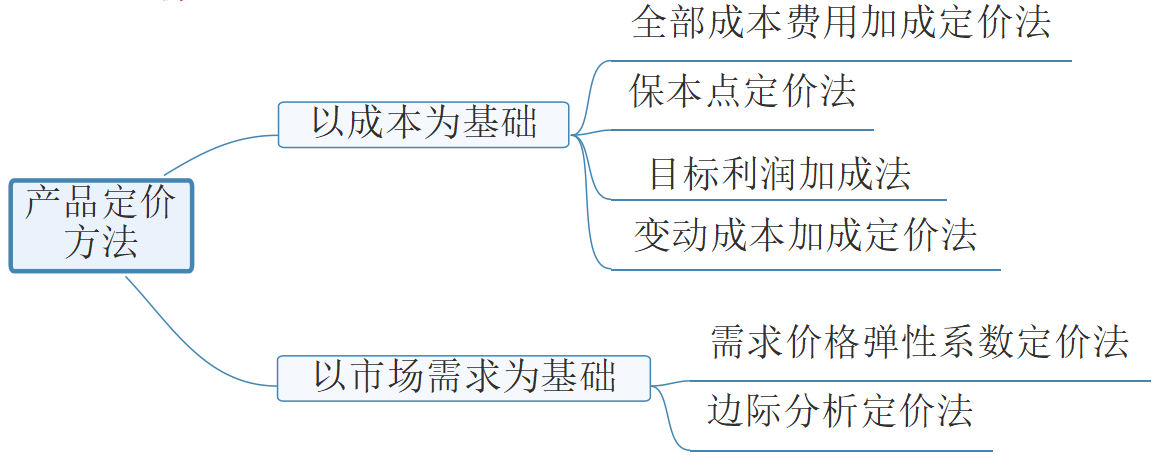 产品定价
方法
以成本为基础
全部成本费用加成定价法
保本点定价法
目标利润加成法
变动成本加成定价法
以市场需求为基础
需求价格弹性系数定价法
边际分析定价法